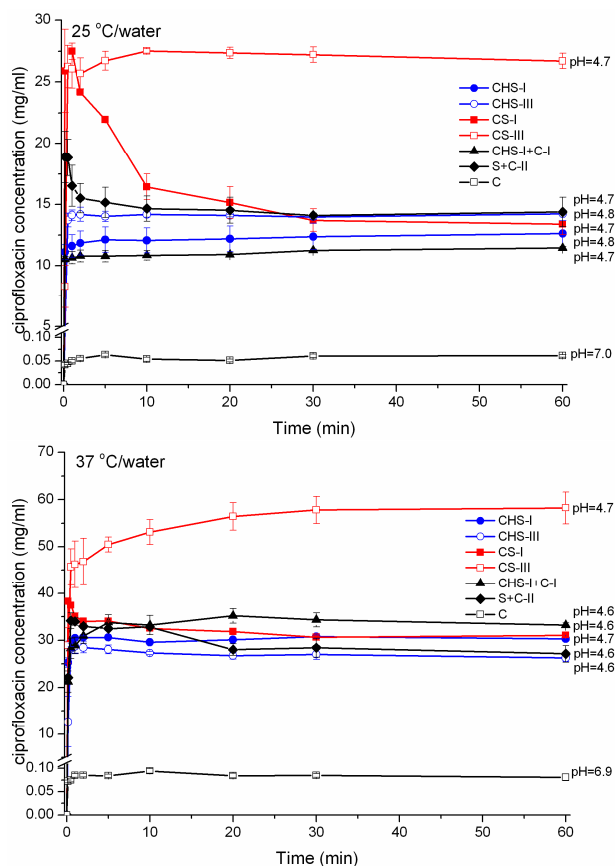 25 °C/water
ciprofloxacin concentration (mg/ml)
30
25
20
15
10
5
0.10
0.05
0.00
CHS-I
CHS-III
CS-I
CS-III
CHS-I+C-I
S+C-II
C
pH=4.7
pH=4.7
pH=4.8
pH=4.7
pH=4.8
pH=4.7
pH=7.0
0 10 20 30 40 50 60
Time (min)
37 °C/water
ciprofloxacin concentration (mg/ml)
70
60
50
40
30
20
10
0.10
0.05
0.00
CHS-I
CHS-III
CS-I
CS-III
CHS-I+C-I
S+C-II
C
pH=4.7
pH=4.6
pH=4.6
pH=4.7
pH=4.6
pH=4.6
pH=6.9
0 10 20 30 40 50 60
Time (min)